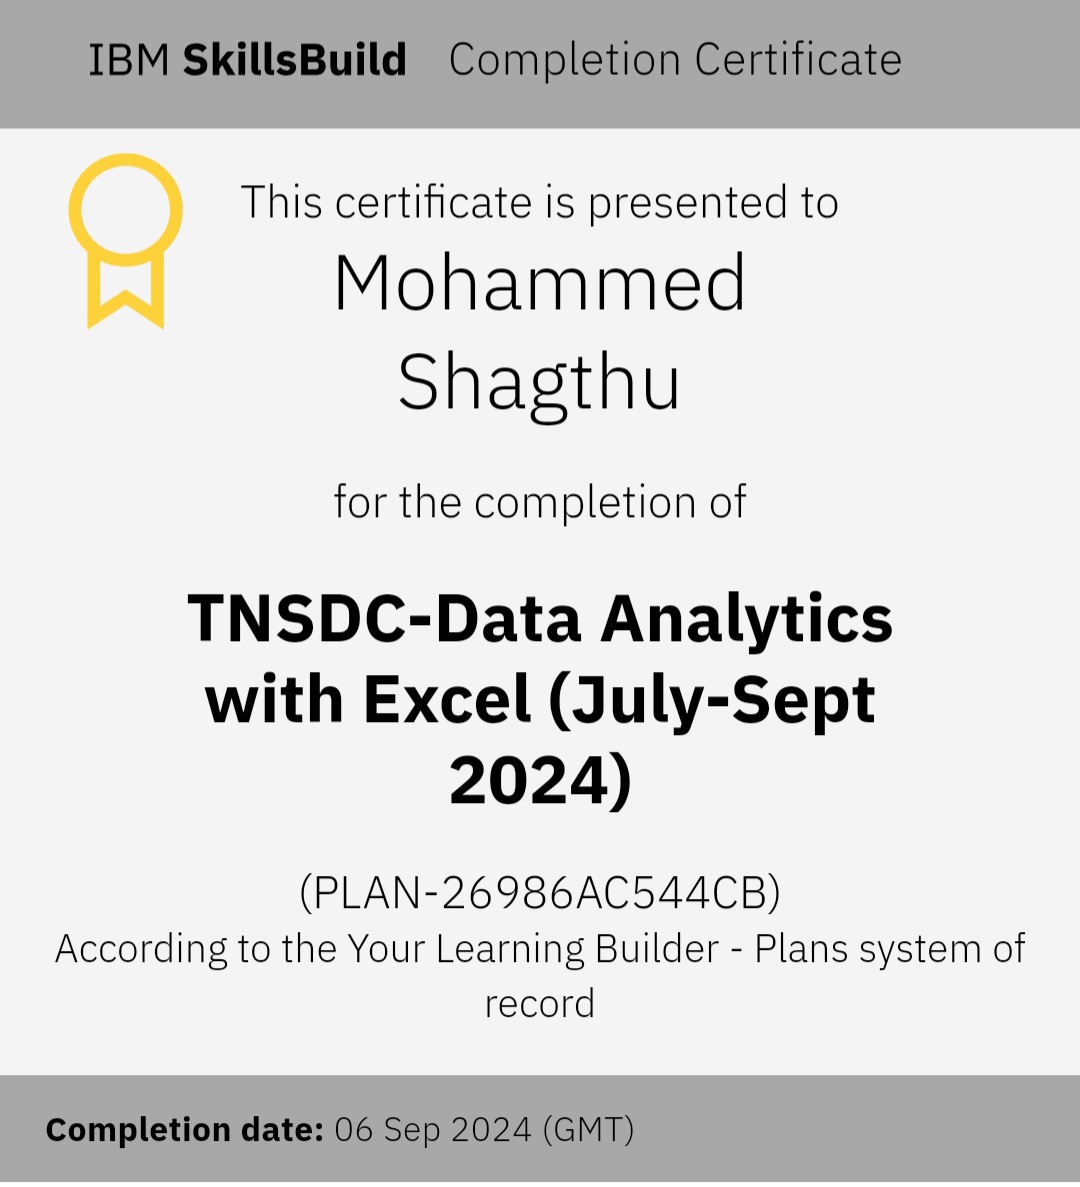 IBM SkillsBuild Completion Certificate
This certificate is presented to
Mohammed
Shagthu
for the completion of
TNSDC-Data Analytics
with Excel (July-Sept
2024)
(PLAN-26986AC544CB)
According to the Your Learning Builder - Plans system of
record
Completion date: 06 Sep 2024 (GMT)